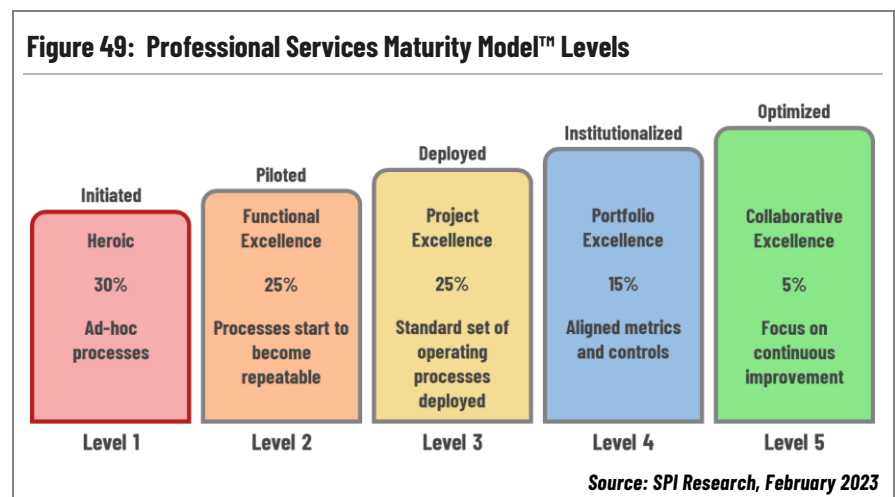 Figure 49: Professional Services Maturity Model™ Levels
Initiated
Heroic
30%
Ad-hoc
processes
Level 1
Piloted
Functional
Excellence
25%
Processes start to
become
repeatable
Level 2
Deployed
Project
Excellence
25%
Standard set of
operating
processes
deployed
Level 3
Institutionalized
Portfolio
Excellence
15%
Aligned metrics
and controls
Level 4
Optimized
Collaborative
Excellence
5%
Focus on
continuous
improvement
Level 5
Source: SPI Research, February 2023